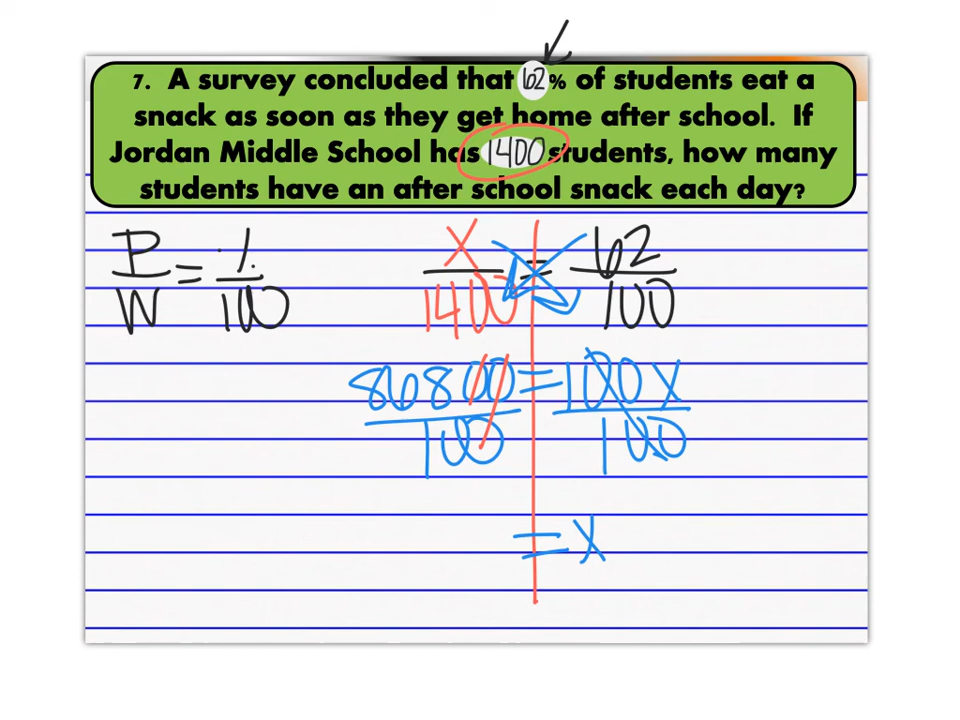 7. A survey concluded that 62% of students eat a
snack as soon as they get home after school. If
Jordan Middle School has 1400 students, how many
students have an after school snack each day?
P/W = %/100
x/1400 = 62/100
86800/100 = 100x/100
= x